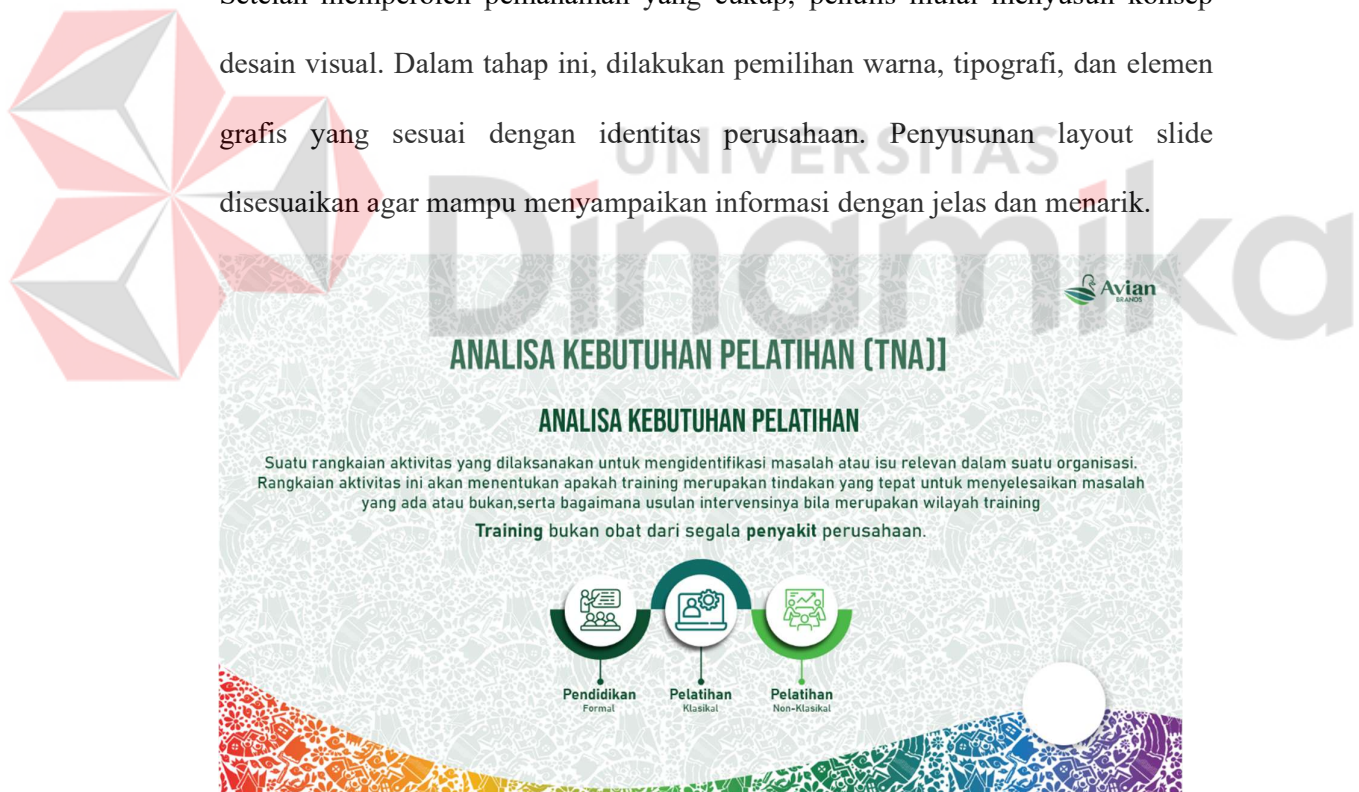 Setelah memperoleh pemahaman yang cukup, penulis mulai menyusun konsep
desain visual. Dalam tahap ini, dilakukan pemilihan warna, tipografi, dan elemen
grafis yang sesuai dengan identitas perusahaan. Penyusunan layout slide
disesuaikan agar mampu menyampaikan informasi dengan jelas dan menarik.
UNIVERSITAS
Dinamika
Avian
BRANDS
ANALISA KEBUTUHAN PELATIHAN (TNA)]
ANALISA KEBUTUHAN PELATIHAN
Suatu rangkaian aktivitas yang dilaksanakan untuk mengidentifikasi masalah atau isu relevan dalam suatu organisasi.
Rangkaian aktivitas ini akan menentukan apakah training merupakan tindakan yang tepat untuk menyelesaikan masalah
yang ada atau bukan,serta bagaimana usulan intervensinya bila merupakan wilayah training
Training bukan obat dari segala penyakit perusahaan.
Pendidikan
Formal
Pelatihan
Klasikal
Pelatihan
Non-Klasikal